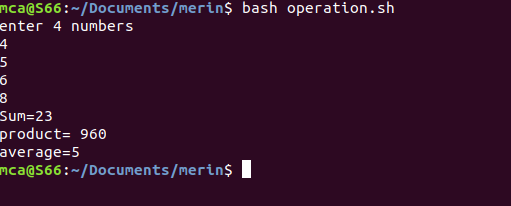 mca@S66:~/Documents/merin$ bash operation.sh
enter 4 numbers
4
5
6
8
Sum=23
product= 960
average=5
mca@S66:~/Documents/merin$